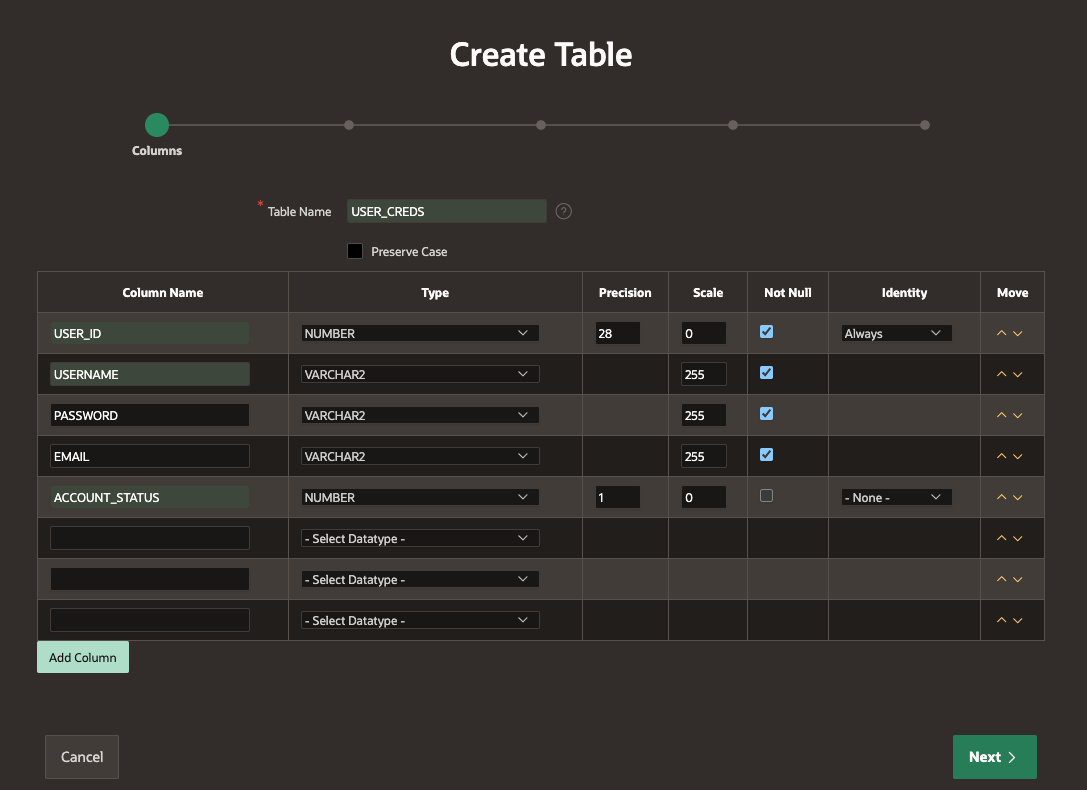 Create Table
Columns
* Table Name USER_CREDS ?
Preserve Case
Column Name Type Precision Scale Not Null Identity Move
USER_ID NUMBER 28 0 Always
USERNAME VARCHAR2 255
PASSWORD VARCHAR2 255
EMAIL VARCHAR2 255
ACCOUNT_STATUS NUMBER 1 0 - None -
- Select Datatype -
- Select Datatype -
- Select Datatype -
Add Column
Cancel Next